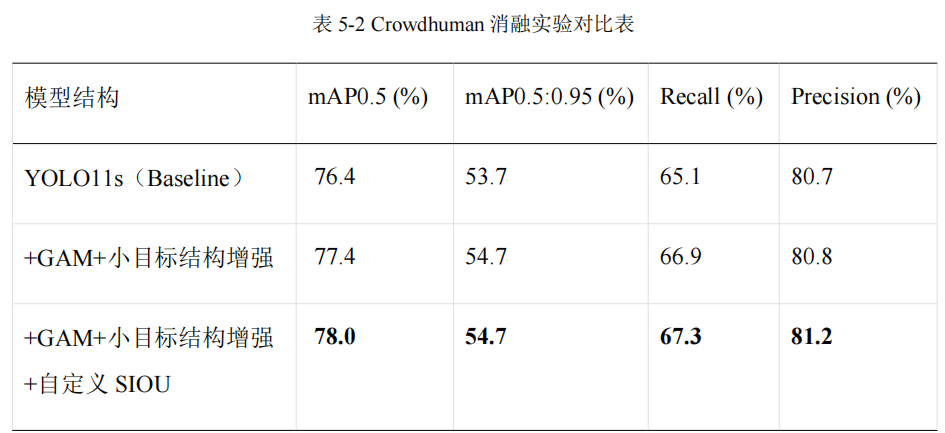 表 5-2 Crowdhuman 消融实验对比表
模型结构 mAP0.5 (%) mAP0.5:0.95 (%) Recall (%) Precision (%)
YOLO11s（Baseline） 76.4 53.7 65.1 80.7
+GAM+小目标结构增强 77.4 54.7 66.9 80.8
+GAM+小目标结构增强 78.0 54.7 67.3 81.2
+自定义 SIOU